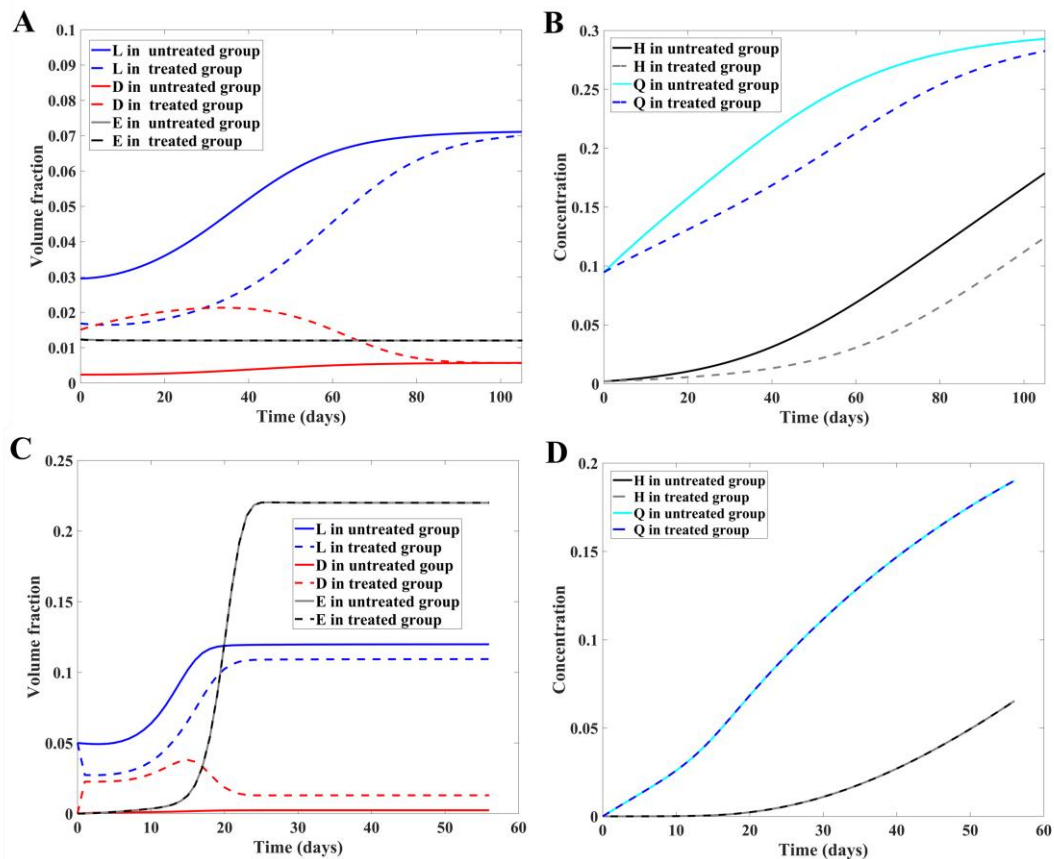 A
0.1
0.09
0.08
0.07
0.06
0.05
0.04
0.03
0.02
0.01
0
Volume fraction
L in  untreated group
L in  treated group
D in  untreated group
D in  treated group
E in  untreated group
E in  treated group
0 20 40 60 80 100
Time (days)
B
0.3
0.25
0.2
0.15
0.1
0.05
0
Concentration
H in untreated group
H in treated group
Q in untreated group
Q in treated group
0 20 40 60 80 100
Time (days)
C
0.25
0.2
0.15
0.1
0.05
0
Volume fraction
L in untreated group
L in treated group
D in untreated group
D in treated group
E in untreated group
E in treated group
0 10 20 30 40 50 60
Time (days)
D
0.2
0.15
0.1
0.05
0
Concentration
H in untreated group
H in treated group
Q in untreated group
Q in treated group
0 10 20 30 40 50 60
Time (days)